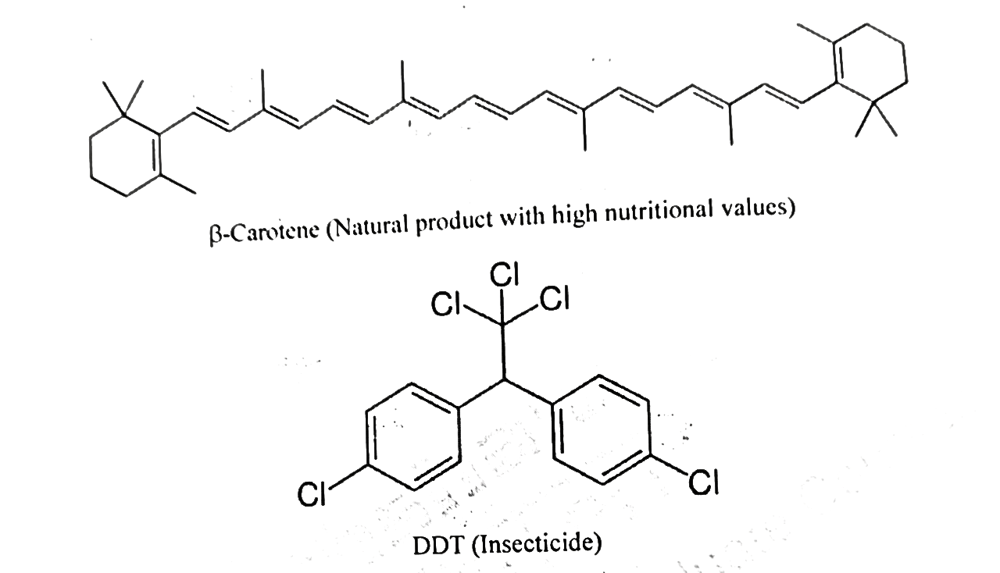 β-Carotene (Natural product with high nutritional values)
Cl
Cl
Cl
Cl
Cl
DDT (Insecticide)